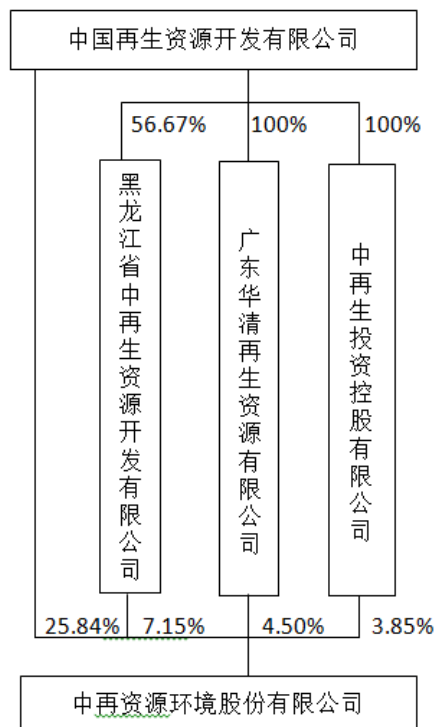 中国再生资源开发有限公司
56.67% 100% 100%
黑龙江省中再生资源开发有限公司
广东华清再生资源有限公司
中再生投资控股有限公司
25.84% 7.15% 4.50% 3.85%
中再资源环境股份有限公司